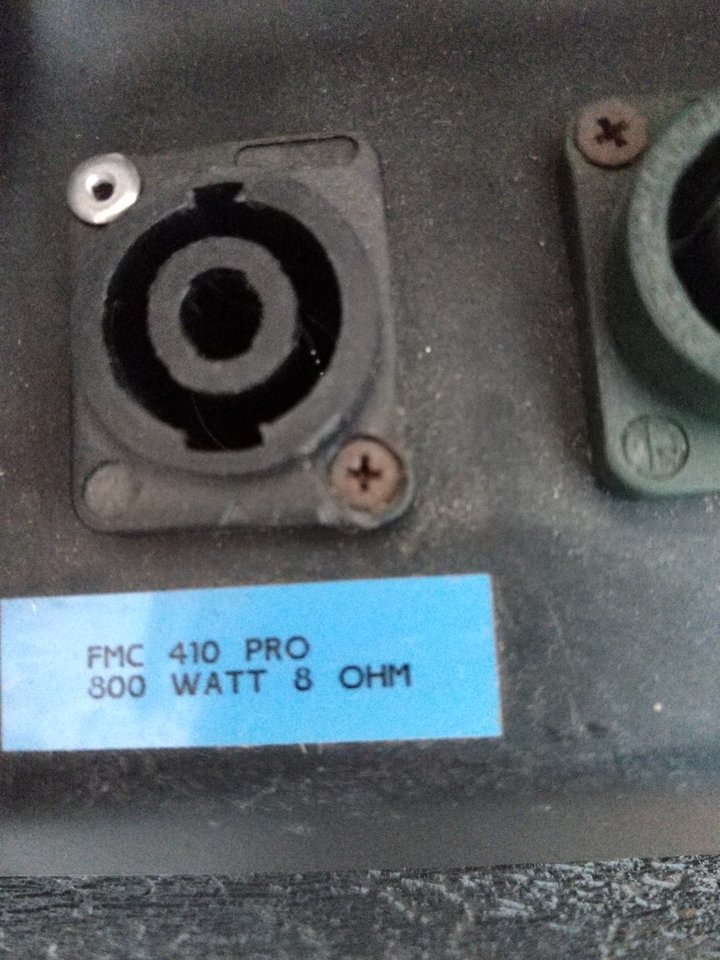 FMC 410 PRO
800 WATT 8 OHM